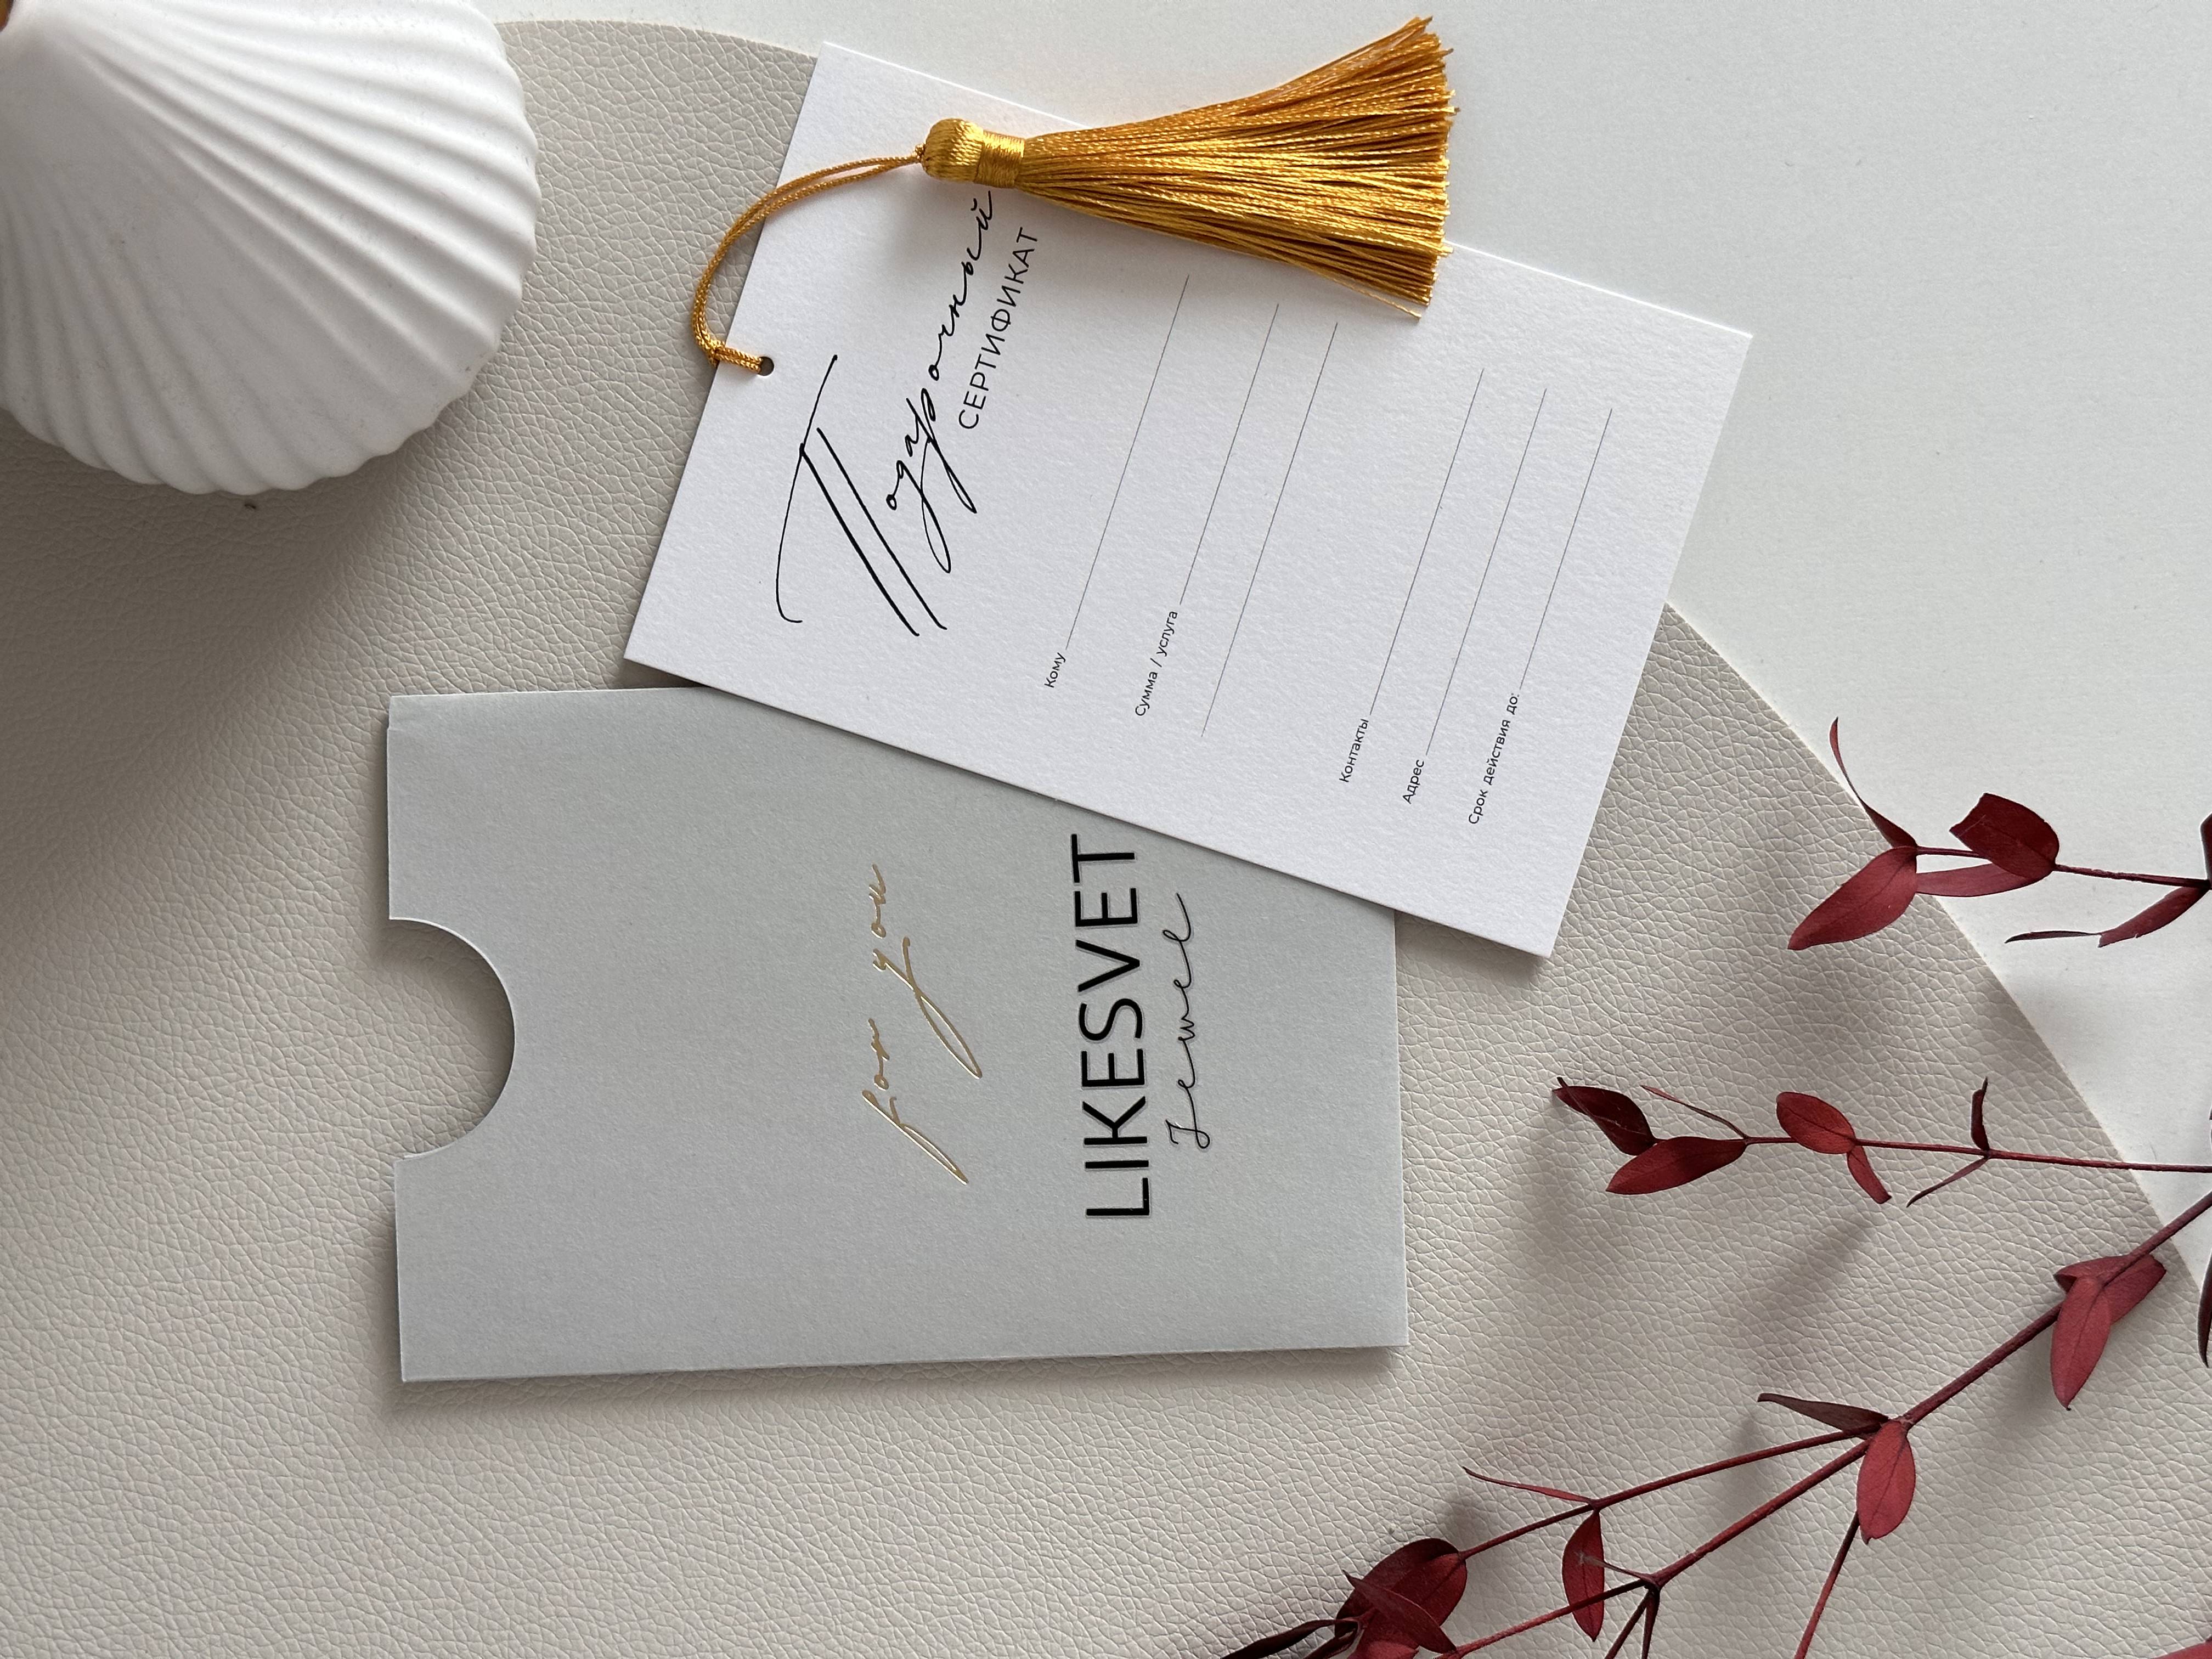 for you
LIKESVET
Jewel
Подарочный
СЕРТИФИКАТ
Кому
Сумма / услуга
Контакты
Адрес
Срок действия до: